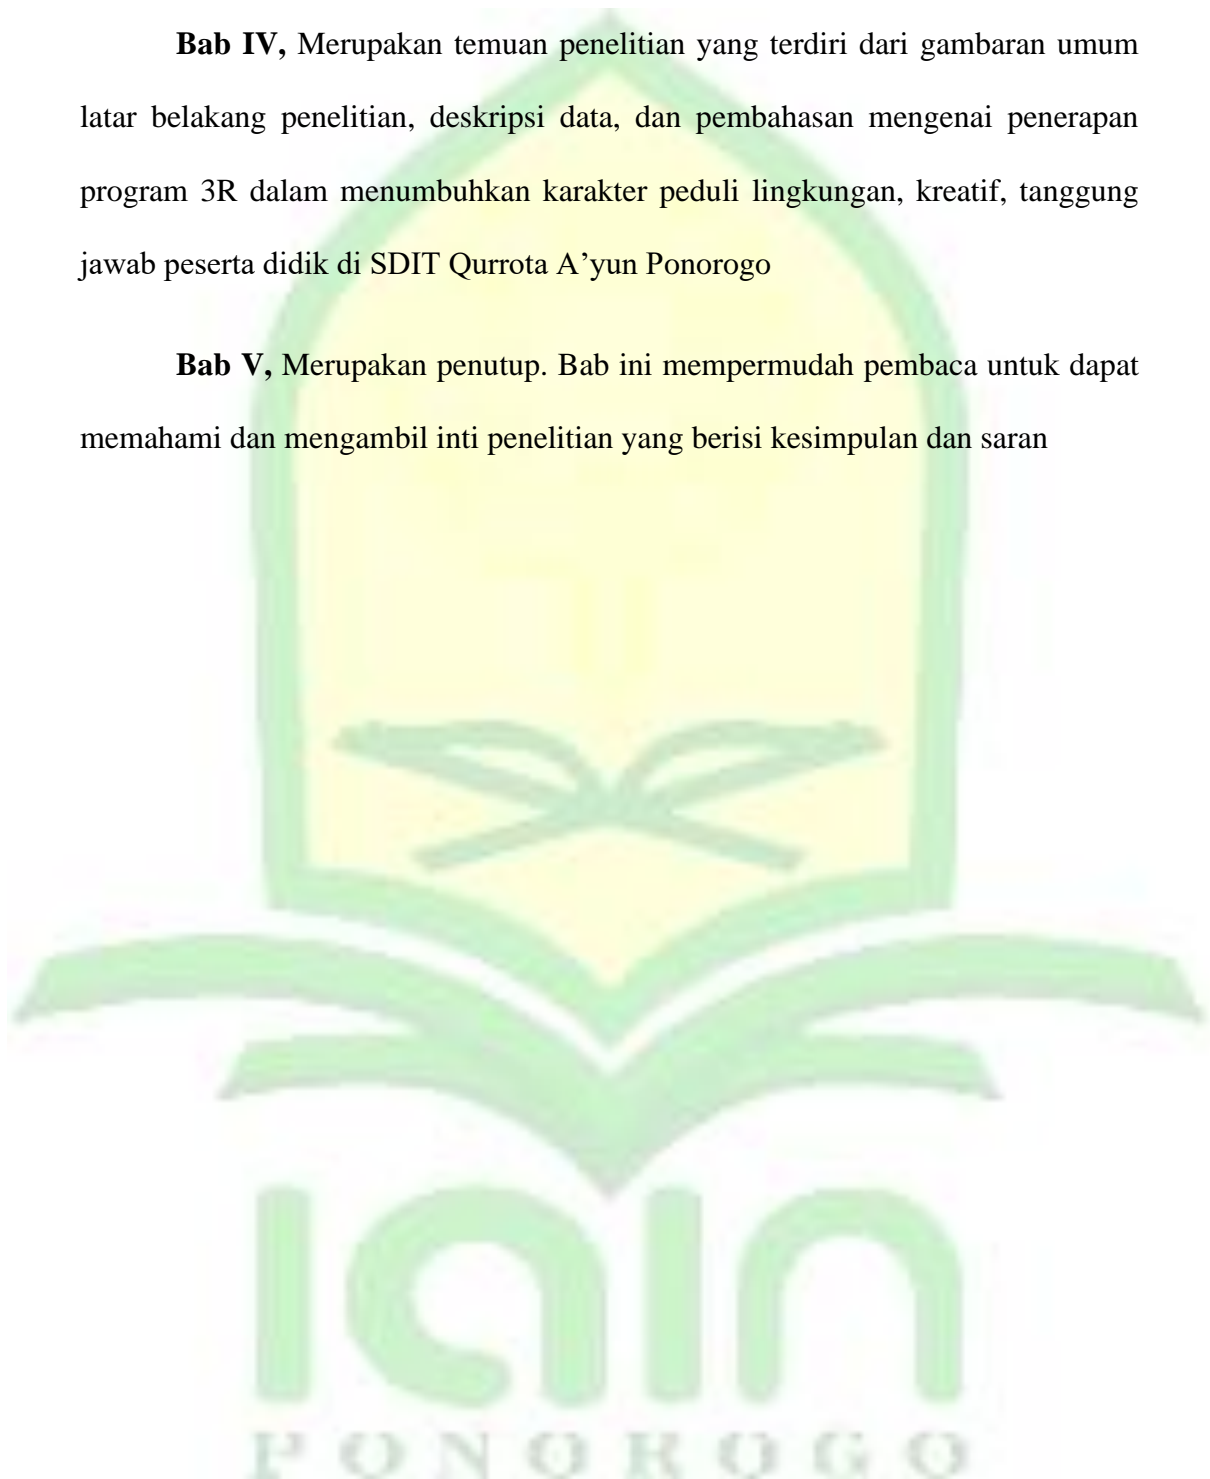 Bab IV, Merupakan temuan penelitian yang terdiri dari gambaran umum
latar belakang penelitian, deskripsi data, dan pembahasan mengenai penerapan
program 3R dalam menumbuhkan karakter peduli lingkungan, kreatif, tanggung
jawab peserta didik di SDIT Qurrota A’yun Ponorogo
Bab V, Merupakan penutup. Bab ini mempermudah pembaca untuk dapat
memahami dan mengambil inti penelitian yang berisi kesimpulan dan saran
iain
PONOROGO